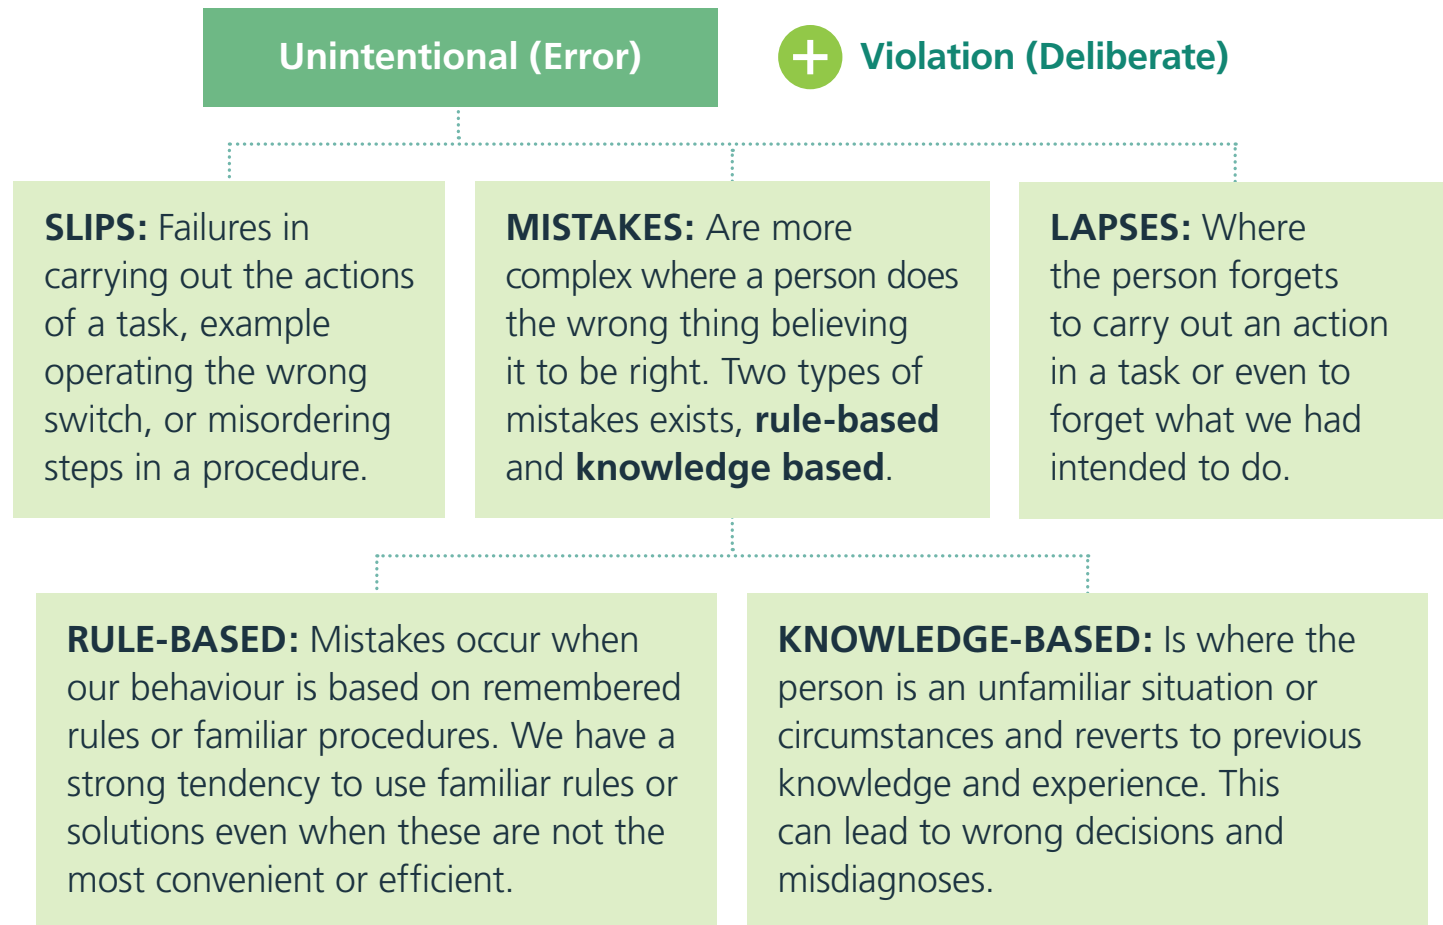 Unintentional (Error)
Violation (Deliberate)
SLIPS: Failures in
carrying out the actions
of a task, example
operating the wrong
switch, or misordering
steps in a procedure.
MISTAKES: Are more
complex where a person does
the wrong thing believing
it to be right. Two types of
mistakes exists, rule-based
and knowledge based.
LAPSES: Where
the person forgets
to carry out an action
in a task or even to
forget what we had
intended to do.
RULE-BASED: Mistakes occur when
our behaviour is based on remembered
rules or familiar procedures. We have a
strong tendency to use familiar rules or
solutions even when these are not the
most convenient or efficient.
KNOWLEDGE-BASED: Is where the
person is an unfamiliar situation or
circumstances and reverts to previous
knowledge and experience. This
can lead to wrong decisions and
misdiagnoses.